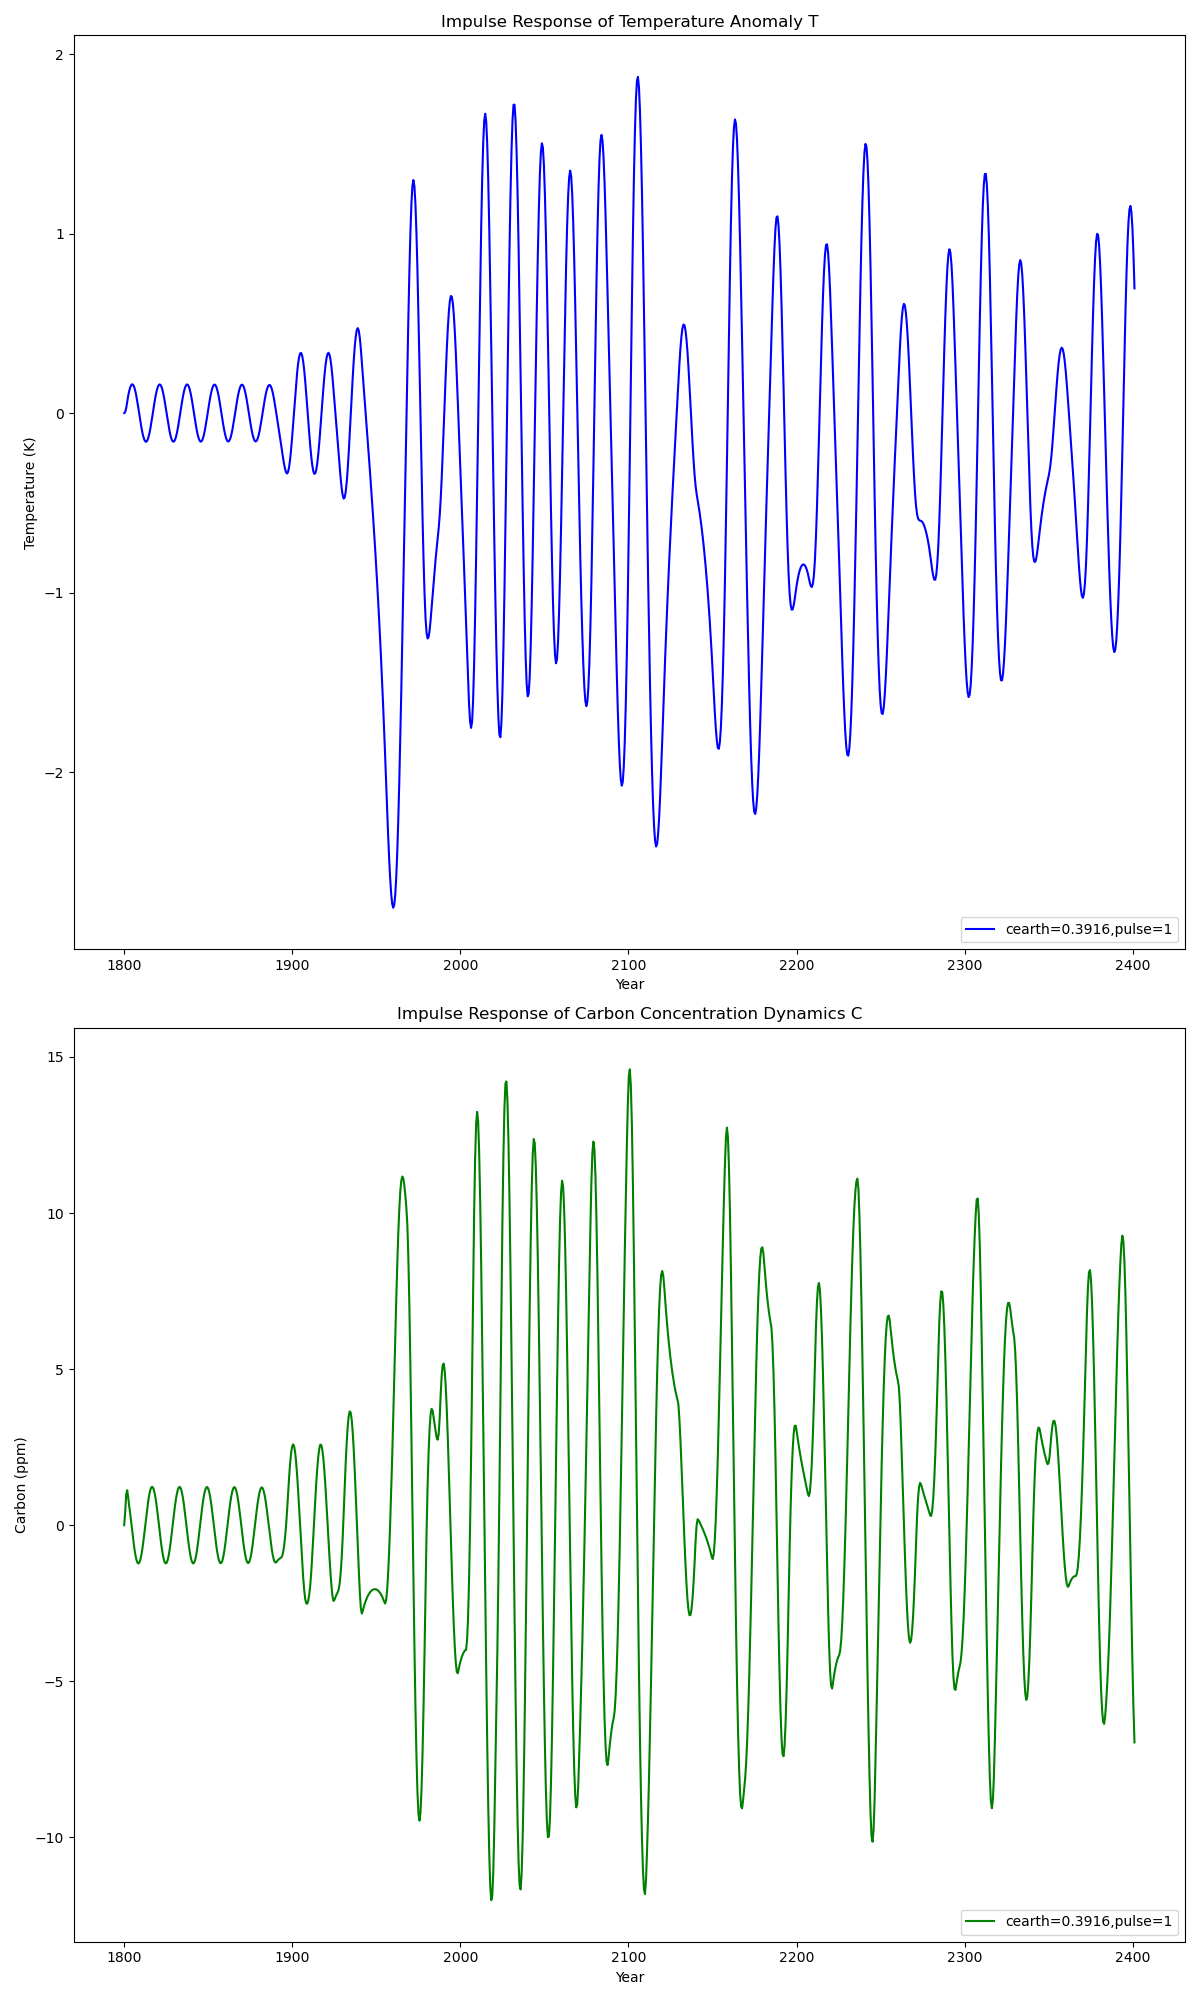 Impulse Response of Temperature Anomaly T
2
1
0
−1
−2
Temperature (K)
cearth=0.3916,pulse=1
1800 1900 2000 2100 2200 2300 2400
Year
Impulse Response of Carbon Concentration Dynamics C
15
10
5
0
−5
−10
Carbon (ppm)
cearth=0.3916,pulse=1
1800 1900 2000 2100 2200 2300 2400
Year